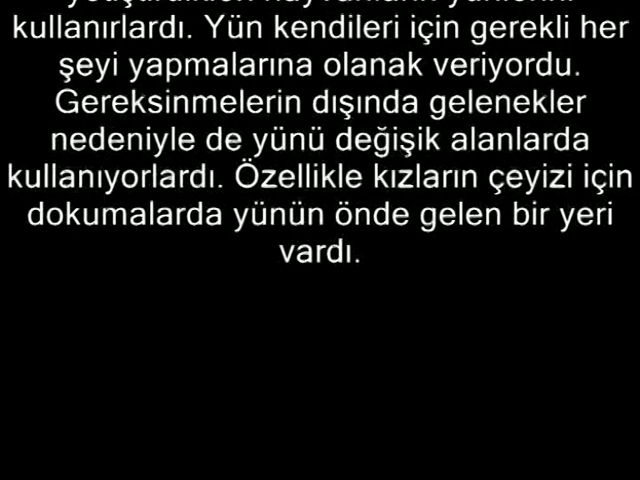 kullanırlardı. Yün kendileri için gerekli her
şeyi yapmalarına olanak veriyordu.
Gereksinmelerin dışında gelenekler
nedeniyle de yünü değişik alanlarda
kullanıyorlardı. Özellikle kızların çeyizi için
dokumalarda yünün önde gelen bir yeri
vardı.